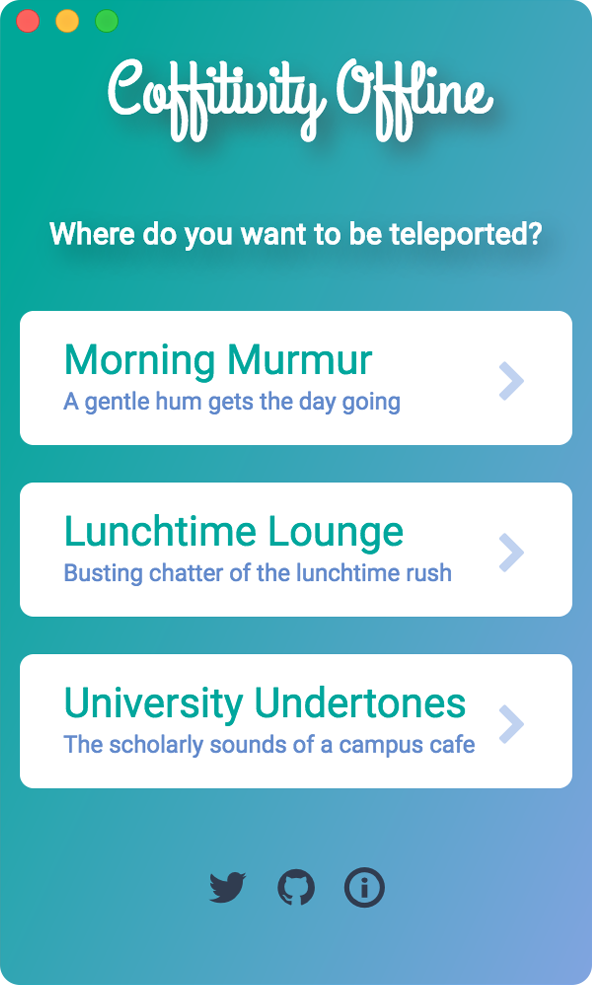 Coffitivity Offline
Where do you want to be teleported?
Morning Murmur
A gentle hum gets the day going
Lunchtime Lounge
Busting chatter of the lunchtime rush
University Undertones
The scholarly sounds of a campus cafe